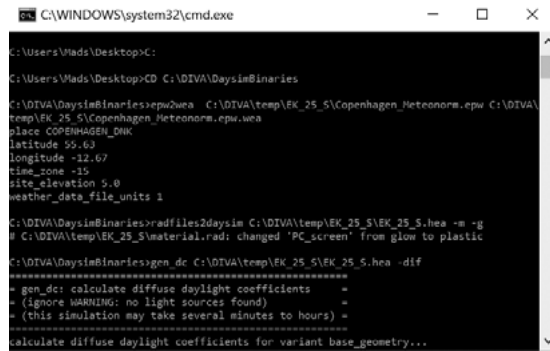 C:\WINDOWS\system32\cmd.exe
C:\Users\Mads\Desktop>C:
C:\Users\Mads\Desktop>CD C:\DIVA\DaysimBinaries
C:\DIVA\DaysimBinaries>epw2wea  C:\DIVA\temp\EK_25_S\Copenhagen_Meteonorm.epw C:\DIVA\
temp\EK_25_S\Copenhagen_Meteonorm.epw.wea
place COPENHAGEN_DNK
latitude 55.63
longitude -12.67
time_zone -15
site_elevation 5.0
weather_data_file_units 1
C:\DIVA\DaysimBinaries>radfiles2daysim C:\DIVA\temp\EK_25_S\EK_25_S.hea -m -g
# C:\DIVA\temp\EK_25_S\material.rad: changed 'PC_screen' from glow to plastic
C:\DIVA\DaysimBinaries>gen_dc C:\DIVA\temp\EK_25_S\EK_25_S.hea -dif
===================================================
= gen_dc: calculate diffuse daylight coefficients     =
= (ignore WARNING: no light sources found)            =
= (this simulation may take several minutes to hours) =
===================================================
calculate diffuse daylight coefficients for variant base_geometry...